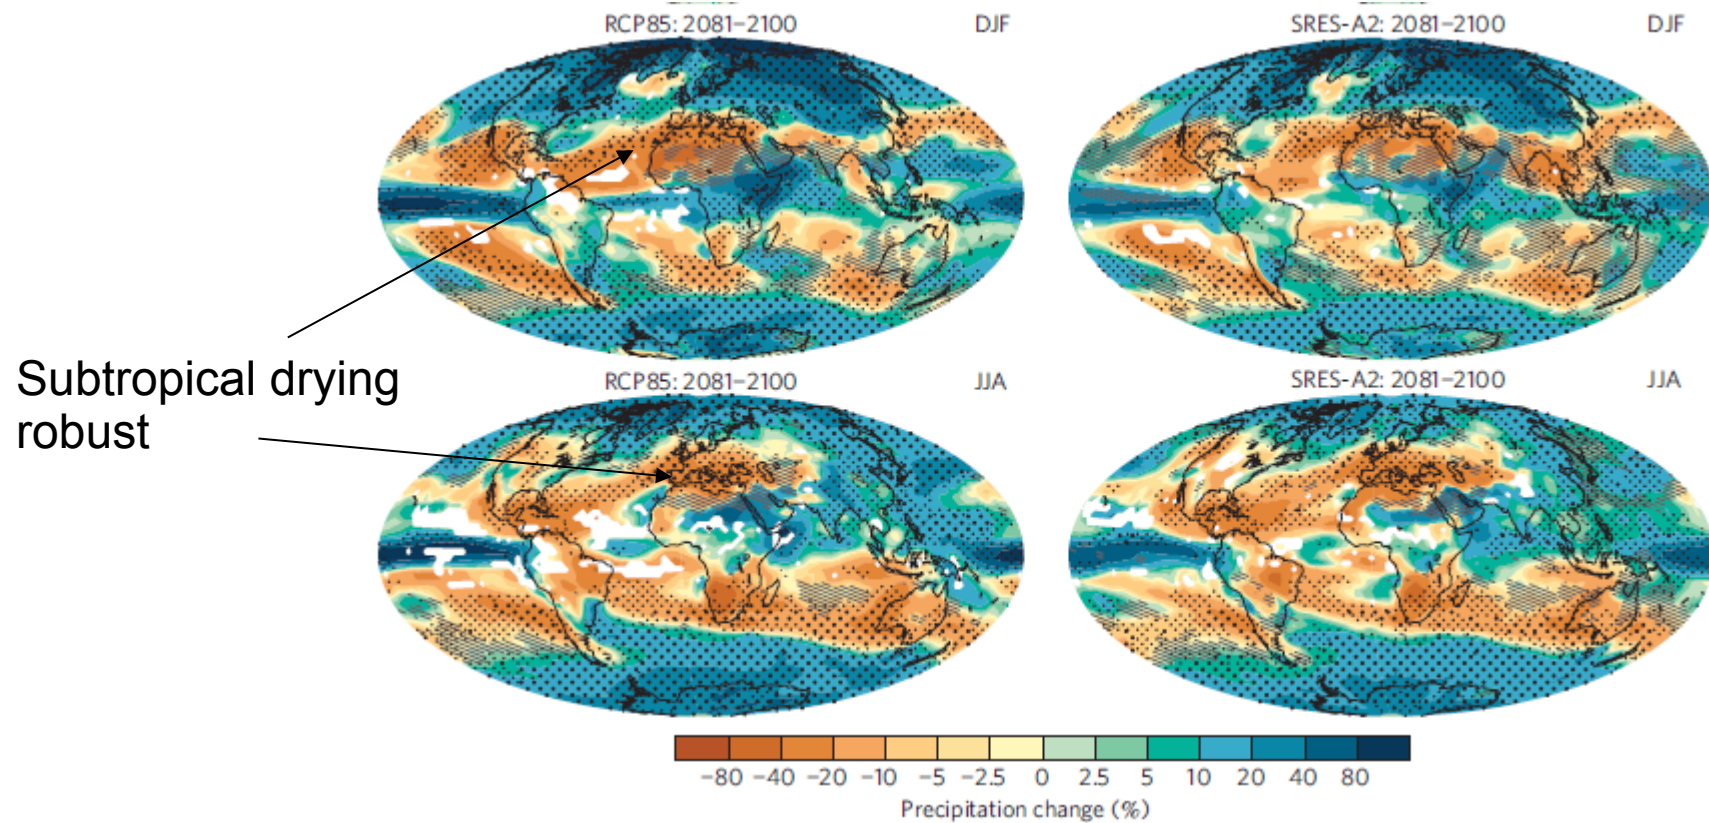 RCP85: 2081–2100 DJF
SRES-A2: 2081–2100 DJF
Subtropical drying
robust
RCP85: 2081–2100 JJA
SRES-A2: 2081–2100 JJA
−80 −40 −20 −10 −5 −2.5 0 2.5 5 10 20 40 80
Precipitation change (%)